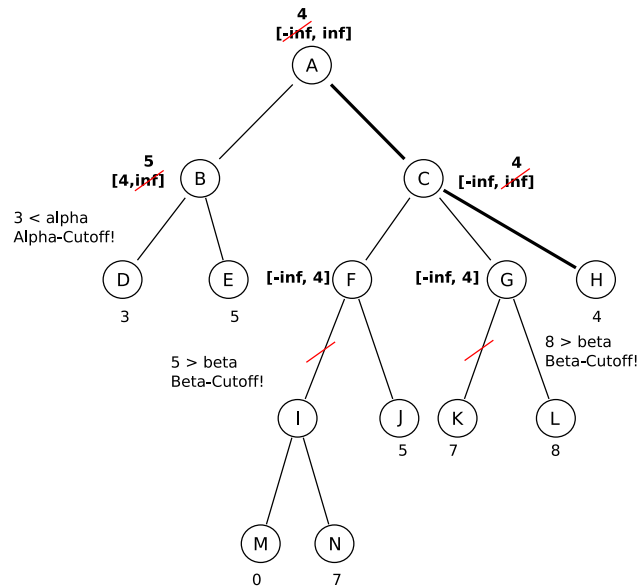 4
[-inf, inf]
A
5
4
[4,inf]
B
C
[-inf, inf]
3 < alpha
Alpha-Cutoff!
D
E
[-inf, 4]
F
[-inf, 4]
G
H
3
5
4
5 > beta
Beta-Cutoff!
8 > beta
Beta-Cutoff!
I
J
K
L
5
7
8
M
N
0
7